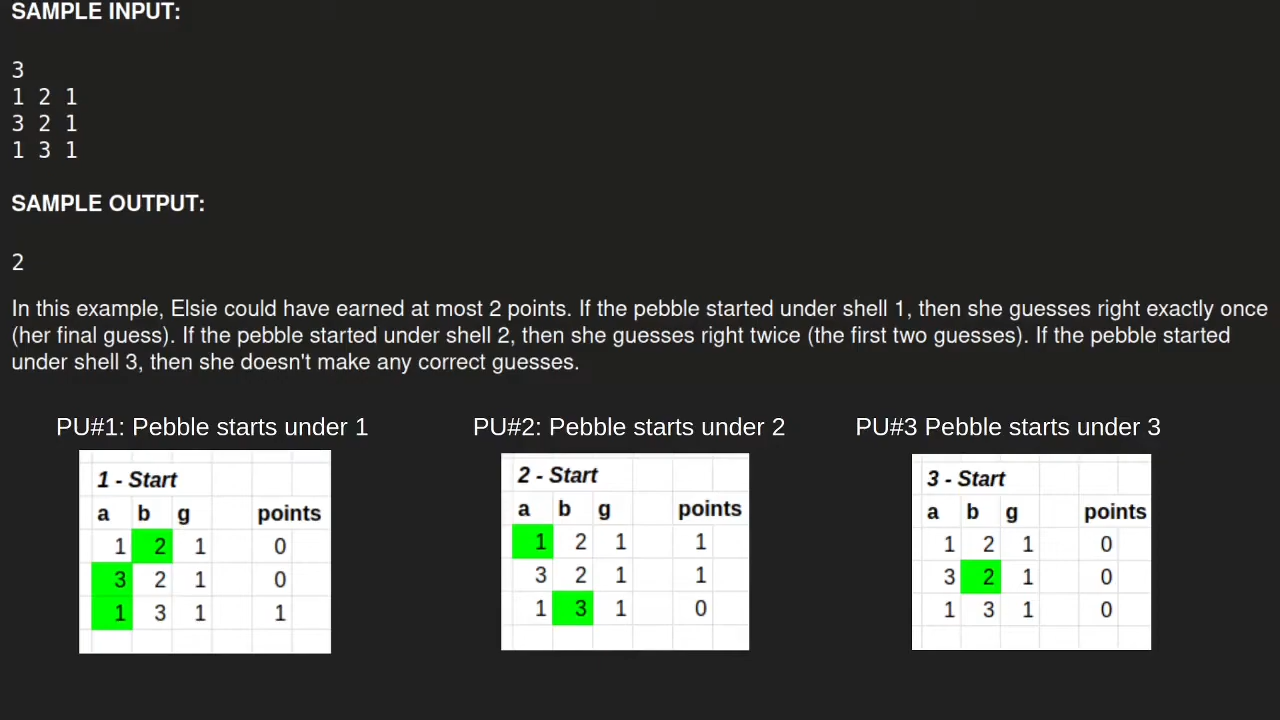 SAMPLE INPUT:
3
1 2 1
3 2 1
1 3 1
SAMPLE OUTPUT:
2
In this example, Elsie could have earned at most 2 points. If the pebble started under shell 1, then she guesses right exactly once
(her final guess). If the pebble started under shell 2, then she guesses right twice (the first two guesses). If the pebble started
under shell 3, then she doesn't make any correct guesses.
PU#1: Pebble starts under 1
1 - Start
a b g points
1 2 1 0
3 2 1 0
1 3 1 1
PU#2: Pebble starts under 2
2 - Start
a b g points
1 2 1 1
3 2 1 1
1 3 1 0
PU#3 Pebble starts under 3
3 - Start
a b g points
1 2 1 0
3 2 1 0
1 3 1 0